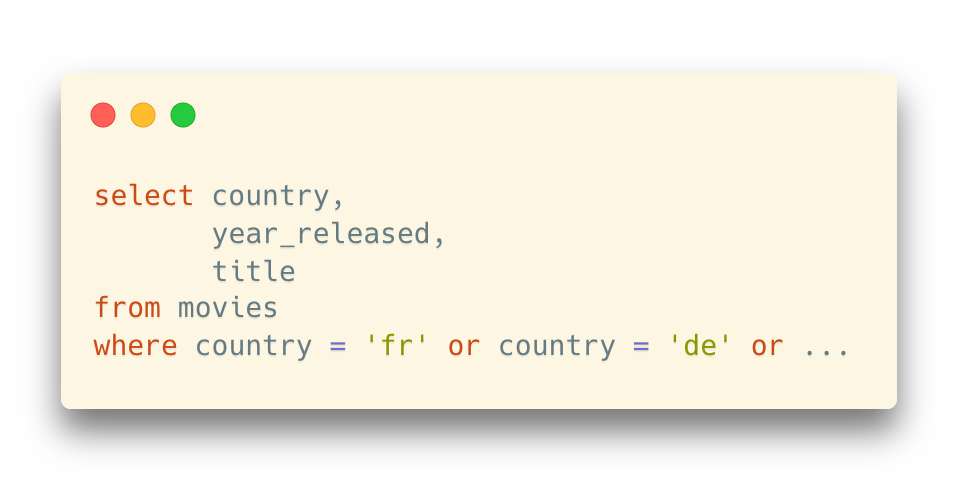 select country,
       year_released,
       title
from movies
where country = 'fr' or country = 'de' or ...